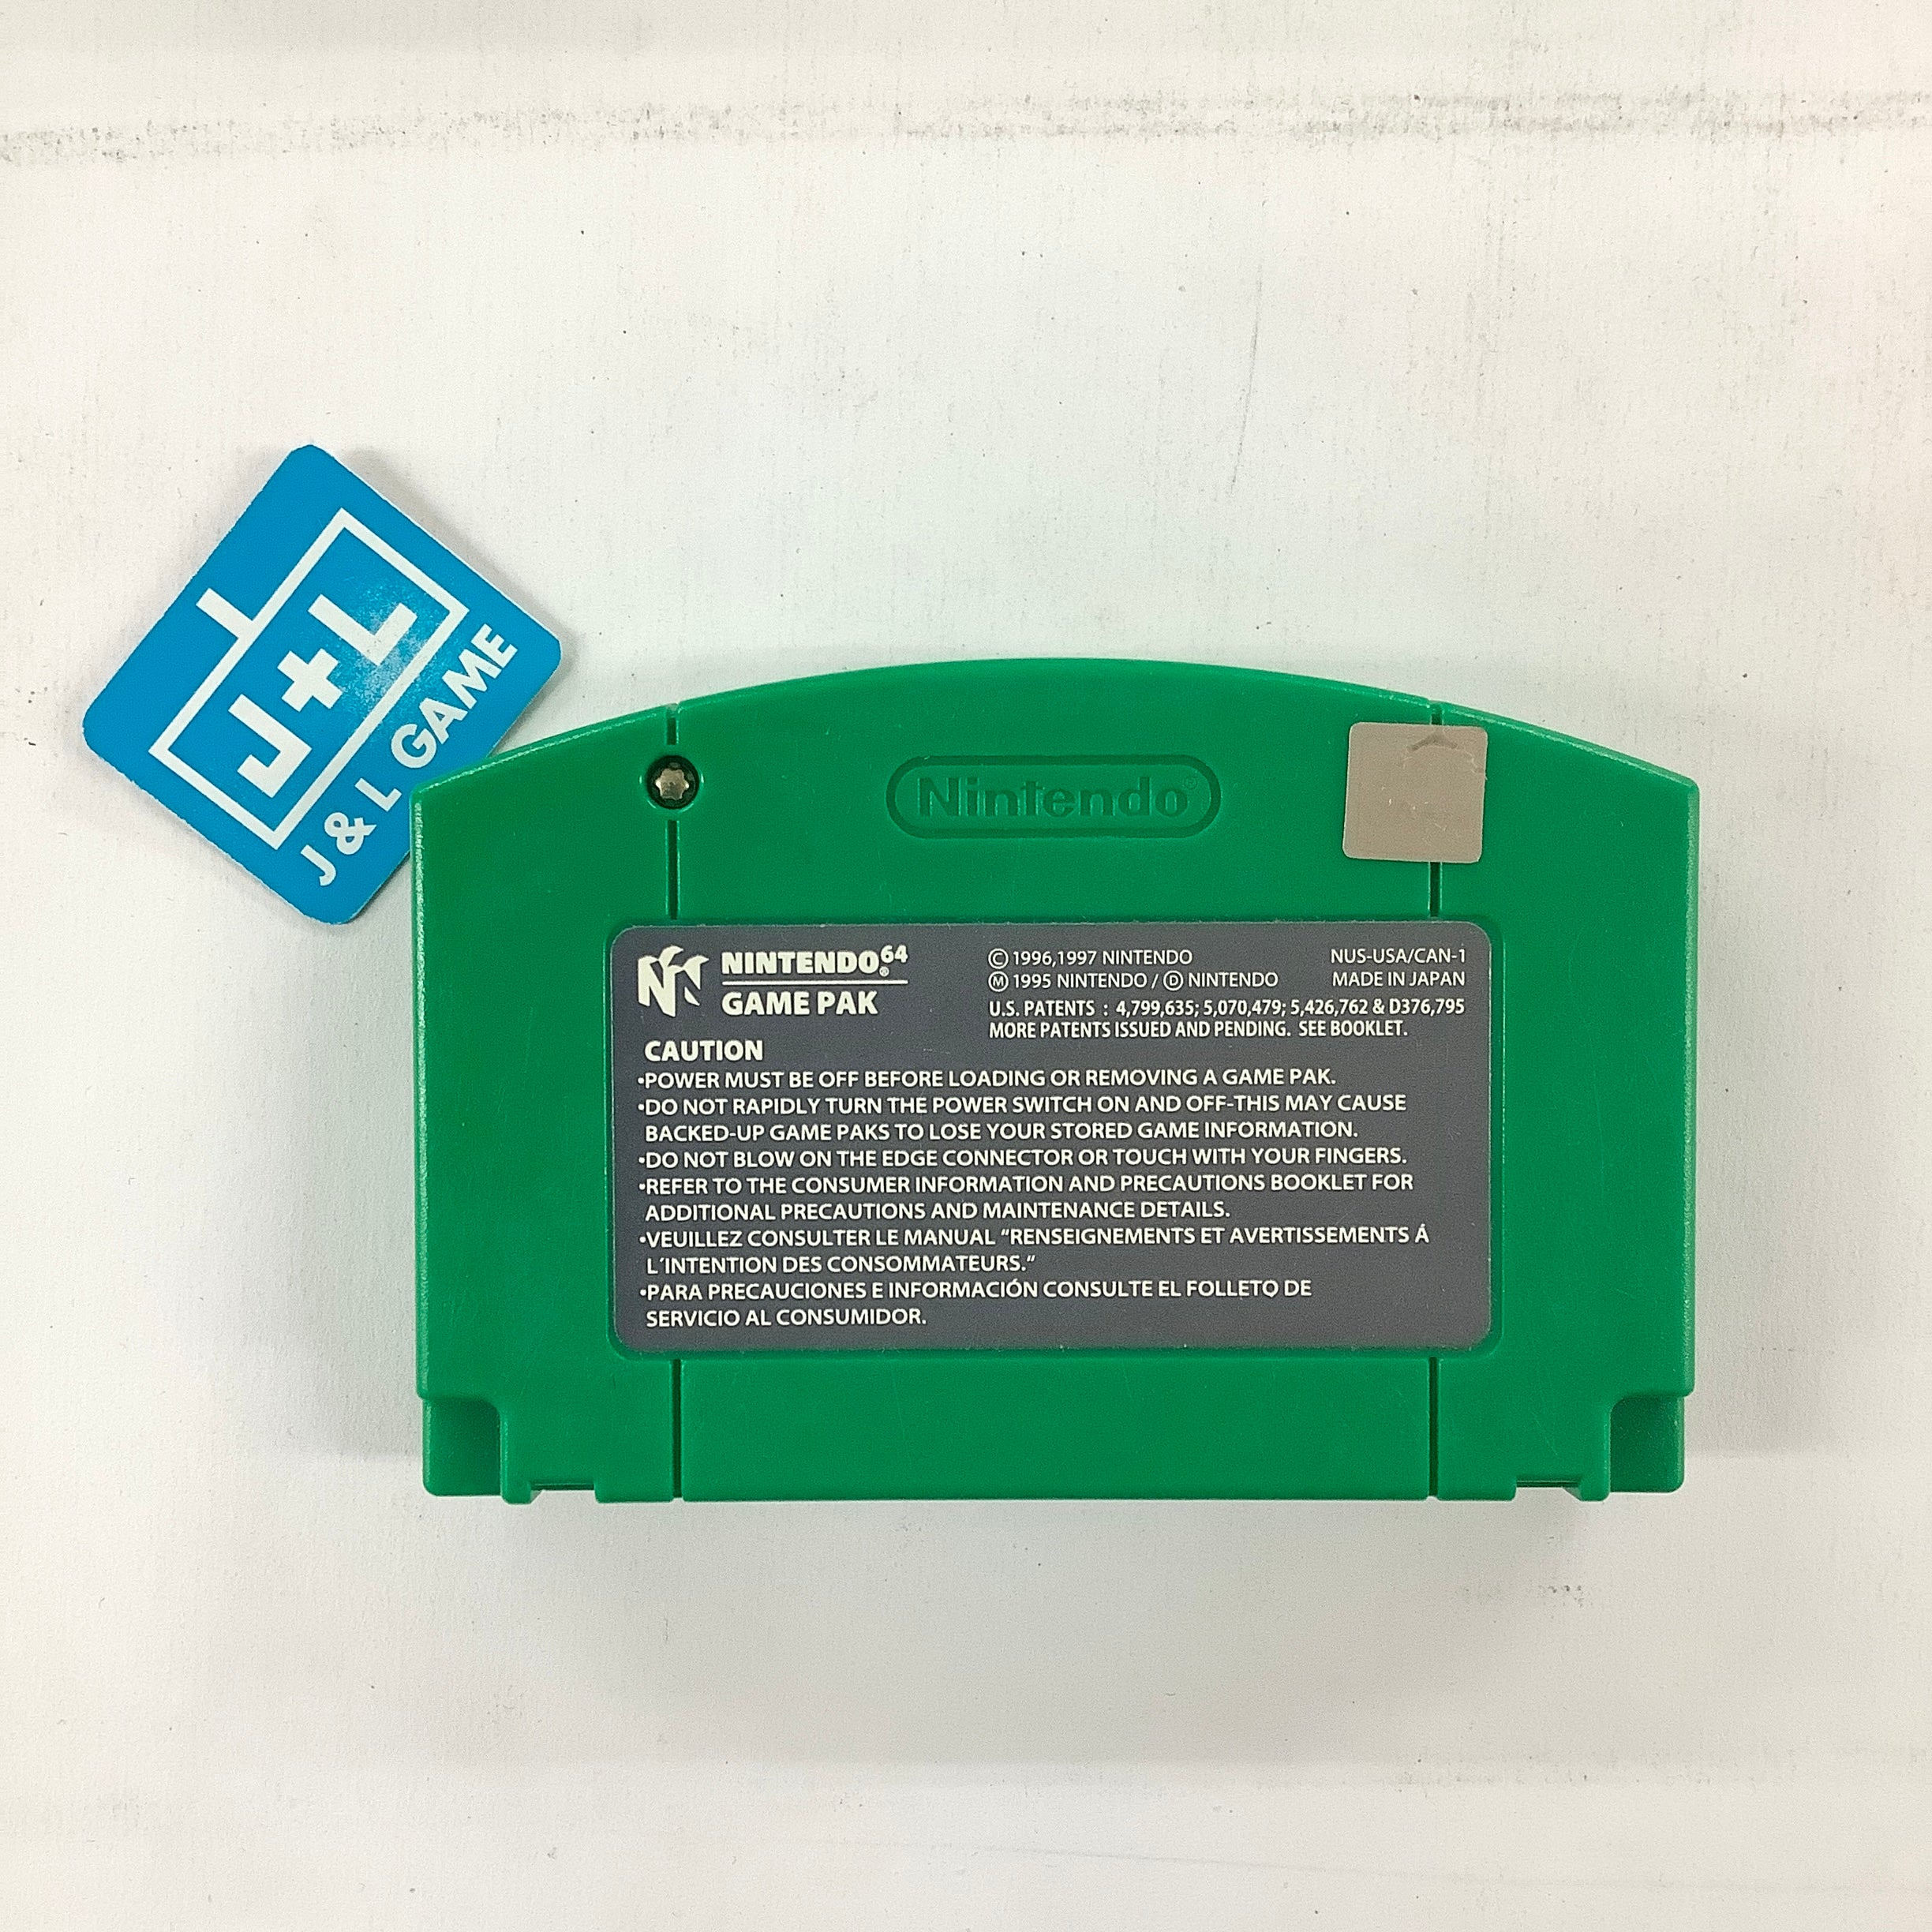 J+L
J & L GAME
Nintendo®
NINTENDO64®
GAME PAK
© 1996,1997 NINTENDO
Ⓜ 1995 NINTENDO / Ⓓ NINTENDO
NUS-USA/CAN-1
MADE IN JAPAN
U.S. PATENTS : 4,799,635; 5,070,479; 5,426,762 & D376,795
MORE PATENTS ISSUED AND PENDING. SEE BOOKLET.
CAUTION
•POWER MUST BE OFF BEFORE LOADING OR REMOVING A GAME PAK.
•DO NOT RAPIDLY TURN THE POWER SWITCH ON AND OFF-THIS MAY CAUSE
BACKED-UP GAME PAKS TO LOSE YOUR STORED GAME INFORMATION.
•DO NOT BLOW ON THE EDGE CONNECTOR OR TOUCH WITH YOUR FINGERS.
•REFER TO THE CONSUMER INFORMATION AND PRECAUTIONS BOOKLET FOR
ADDITIONAL PRECAUTIONS AND MAINTENANCE DETAILS.
•VEUILLEZ CONSULTER LE MANUAL "RENSEIGNEMENTS ET AVERTISSEMENTS Á
L´INTENTION DES CONSOMMATEURS."
•PARA PRECAUCIONES E INFORMACIÓN CONSULTE EL FOLLETO DE
SERVICIO AL CONSUMIDOR.